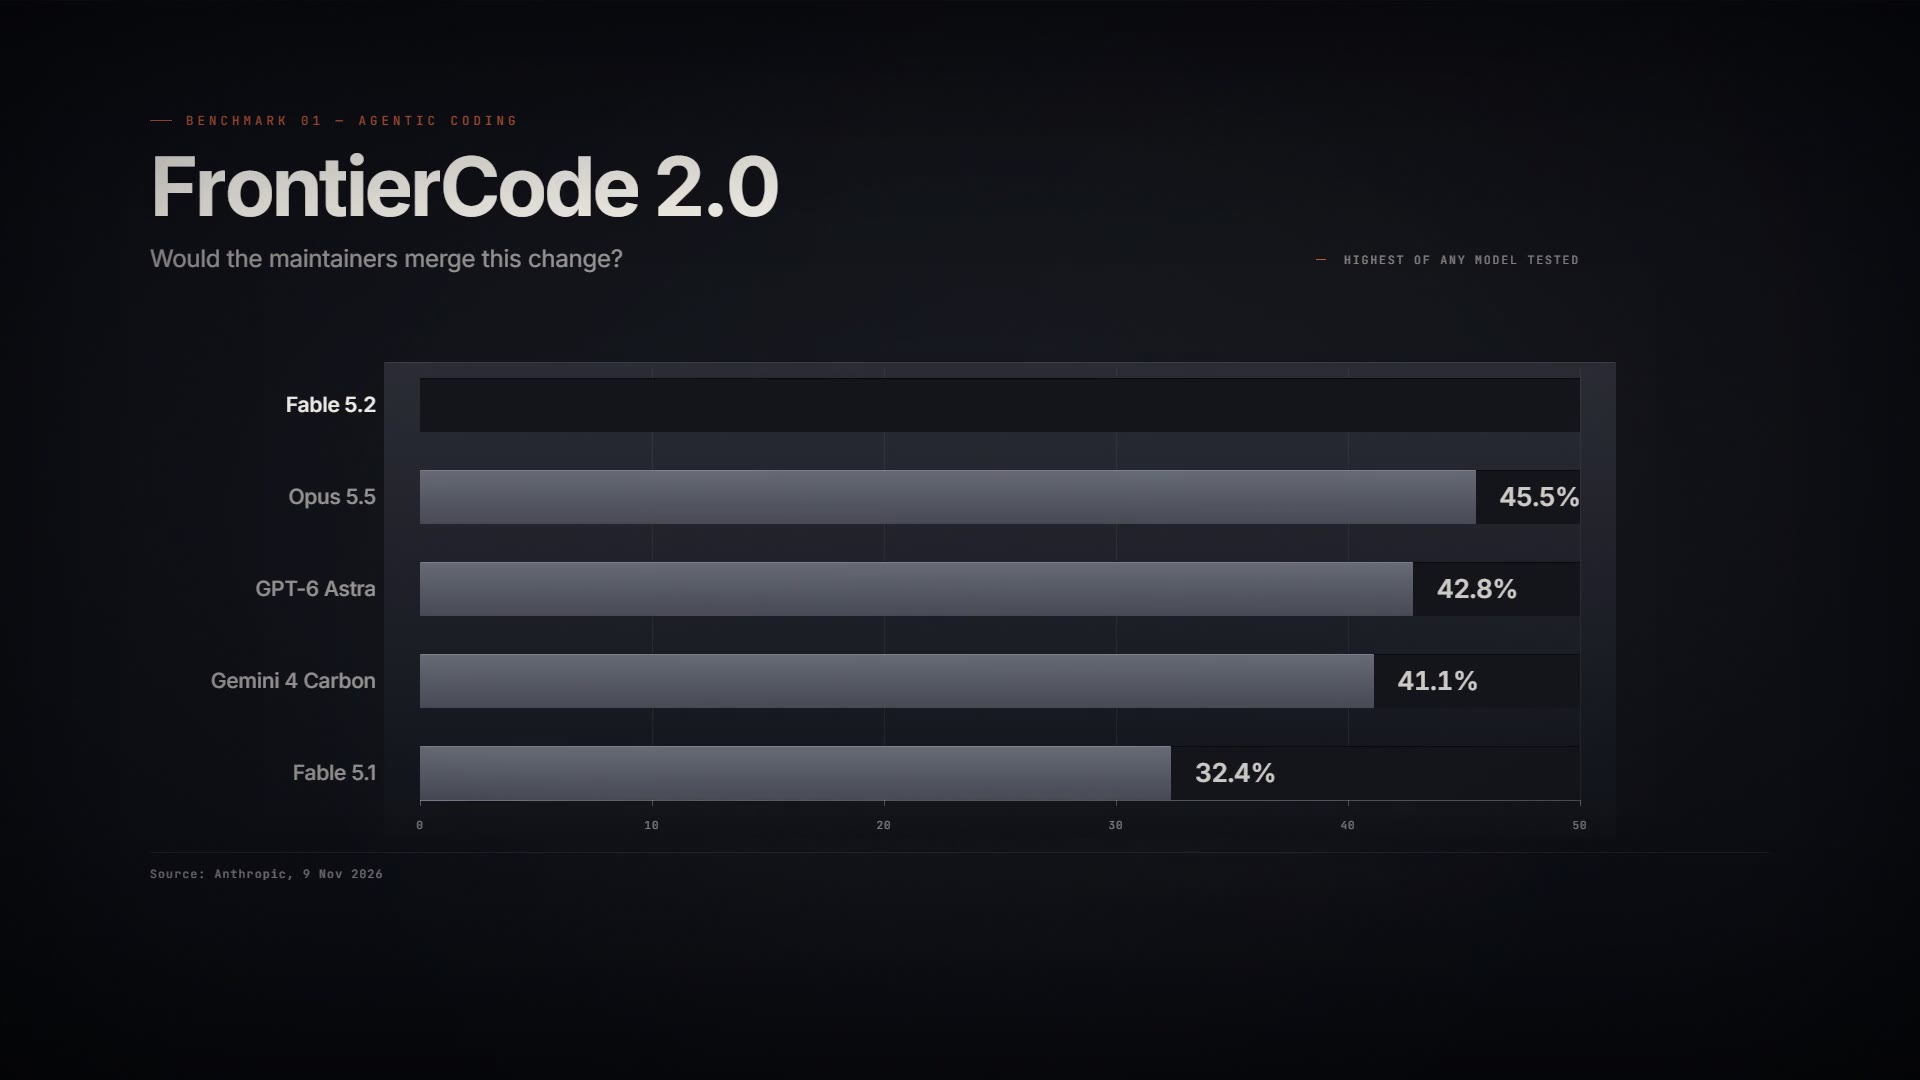 BENCHMARK 01 — AGENTIC CODING
FrontierCode 2.0
Would the maintainers merge this change?
— HIGHEST OF ANY MODEL TESTED
Fable 5.2
Opus 5.5 45.5%
GPT-6 Astra 42.8%
Gemini 4 Carbon 41.1%
Fable 5.1 32.4%
0 10 20 30 40 50
Source: Anthropic, 9 Nov 2026